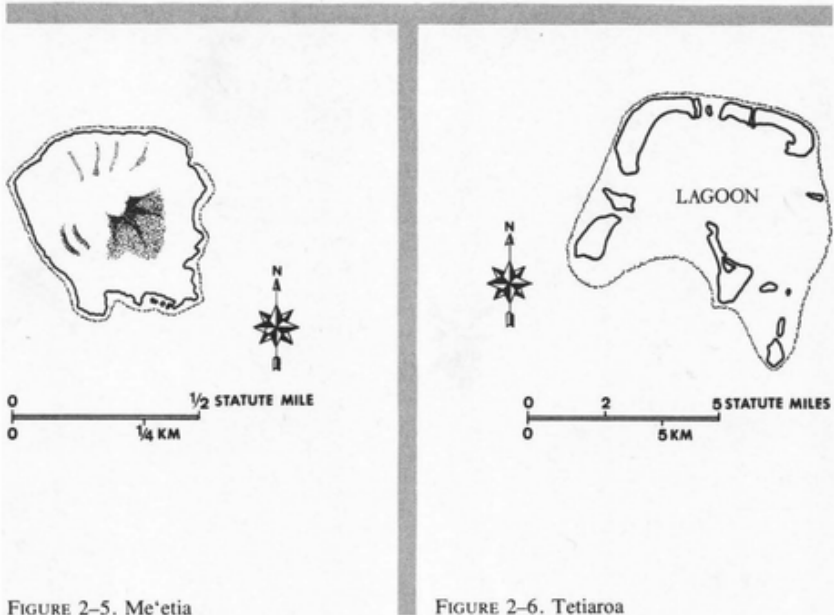 N
0 1/2 STATUTE MILE
0 1/4 KM
FIGURE 2–5. Me‘etia
LAGOON
N
0 2 5 STATUTE MILES
0 5 KM
FIGURE 2–6. Tetiaroa